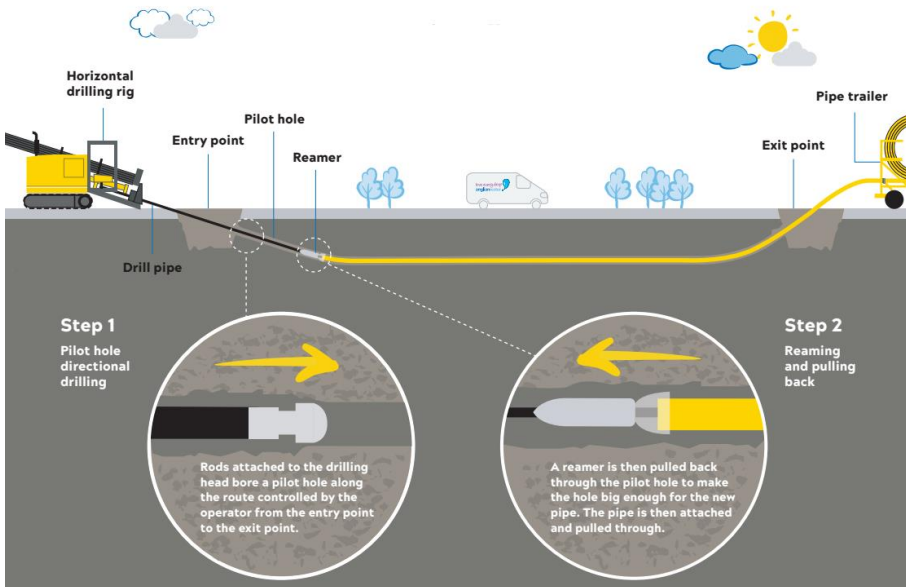 Horizontal
drilling rig
Entry point
Pilot hole
Reamer
Pipe trailer
Exit point
Drill pipe
Step 1
Pilot hole
directional
drilling
Rods attached to the drilling
head bore a pilot hole along
the route controlled by the
operator from the entry point
to the exit point.
Step 2
Reaming
and pulling
back
A reamer is then pulled back
through the pilot hole to make
the hole big enough for the new
pipe. The pipe is then attached
and pulled through.